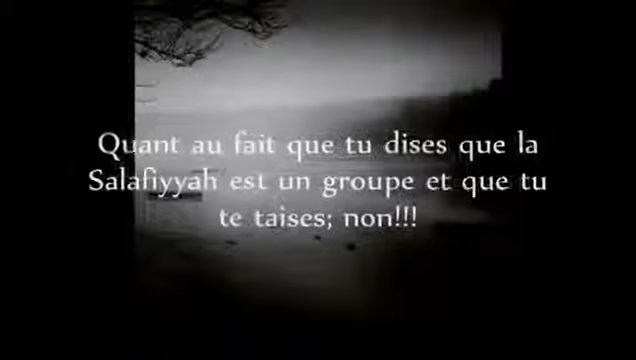 Quant au fait que tu dises que la
Salafiyyah est un groupe et que tu
te taises; non!!!